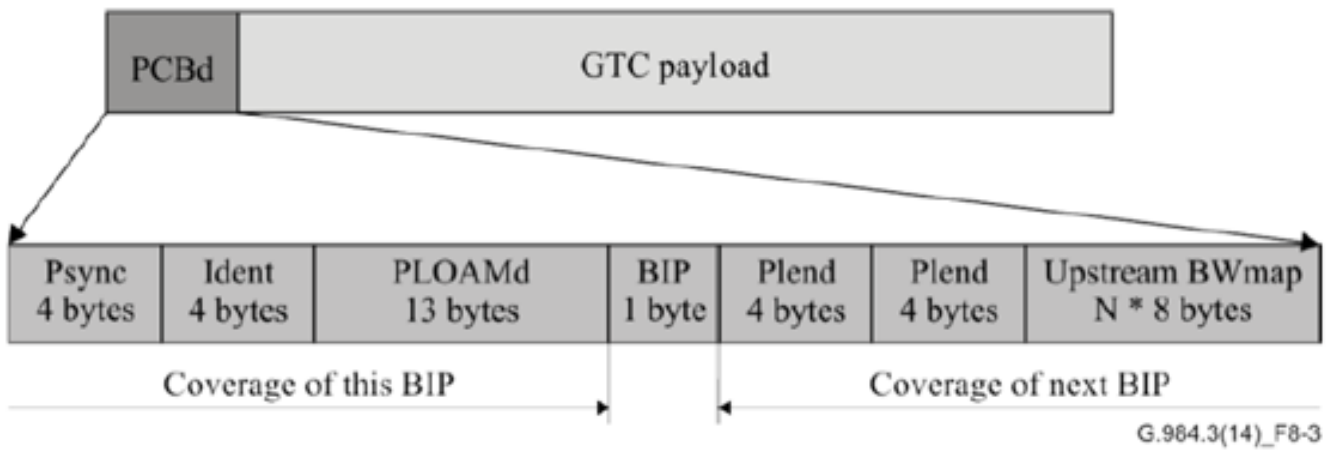 PCBd
GTC payload
Psync
4 bytes
Ident
4 bytes
PLOAMd
13 bytes
BIP
1 byte
Plend
4 bytes
Plend
4 bytes
Upstream BWmap
N * 8 bytes
Coverage of this BIP
Coverage of next BIP
G.984.3(14)_F8-3